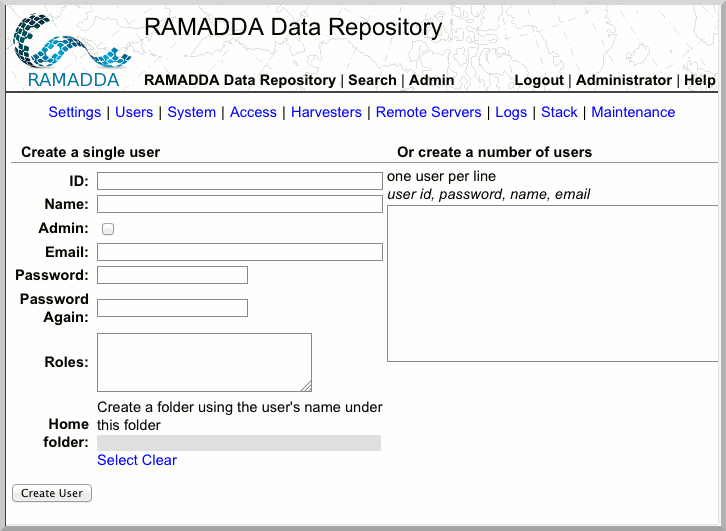 RAMADDA Data Repository
RAMADDA
RAMADDA Data Repository | Search | Admin
Logout | Administrator | Help
Settings | Users | System | Access | Harvesters | Remote Servers | Logs | Stack | Maintenance
Create a single user
ID:
Name:
Admin:
Email:
Password:
Password
Again:
Roles:
Home
folder:
Create a folder using the user's name under
this folder
Select Clear
Create User
Or create a number of users
one user per line
user id, password, name, email